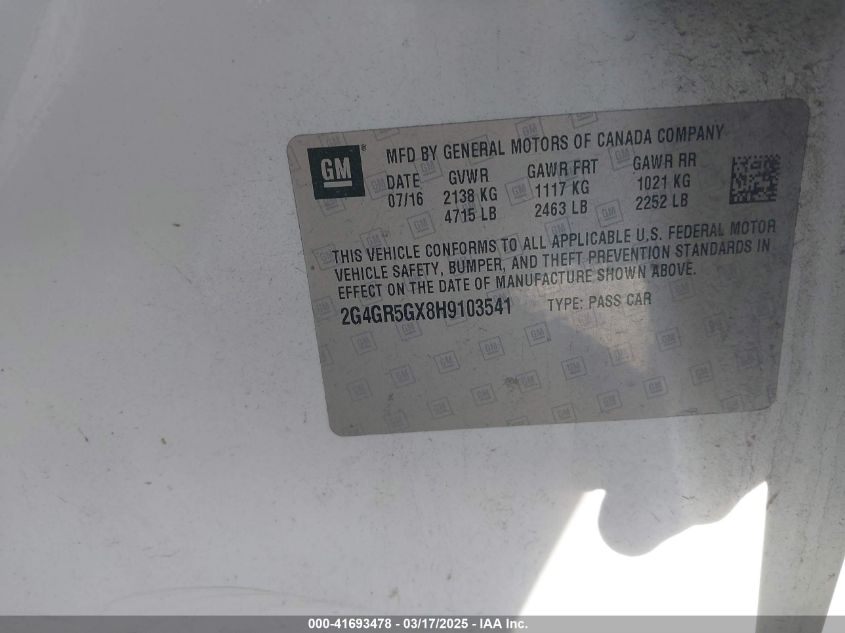 GM ®
MFD BY GENERAL MOTORS OF CANADA COMPANY
DATE GVWR GAWR FRT GAWR RR
07/16 2138 KG 1117 KG 1021 KG
4715 LB 2463 LB 2252 LB
THIS VEHICLE CONFORMS TO ALL APPLICABLE U.S. FEDERAL MOTOR
VEHICLE SAFETY, BUMPER, AND THEFT PREVENTION STANDARDS IN
EFFECT ON THE DATE OF MANUFACTURE SHOWN ABOVE.
2G4GR5GX8H9103541 TYPE: PASS CAR
000-41693478 - 03/17/2025 - IAA Inc.